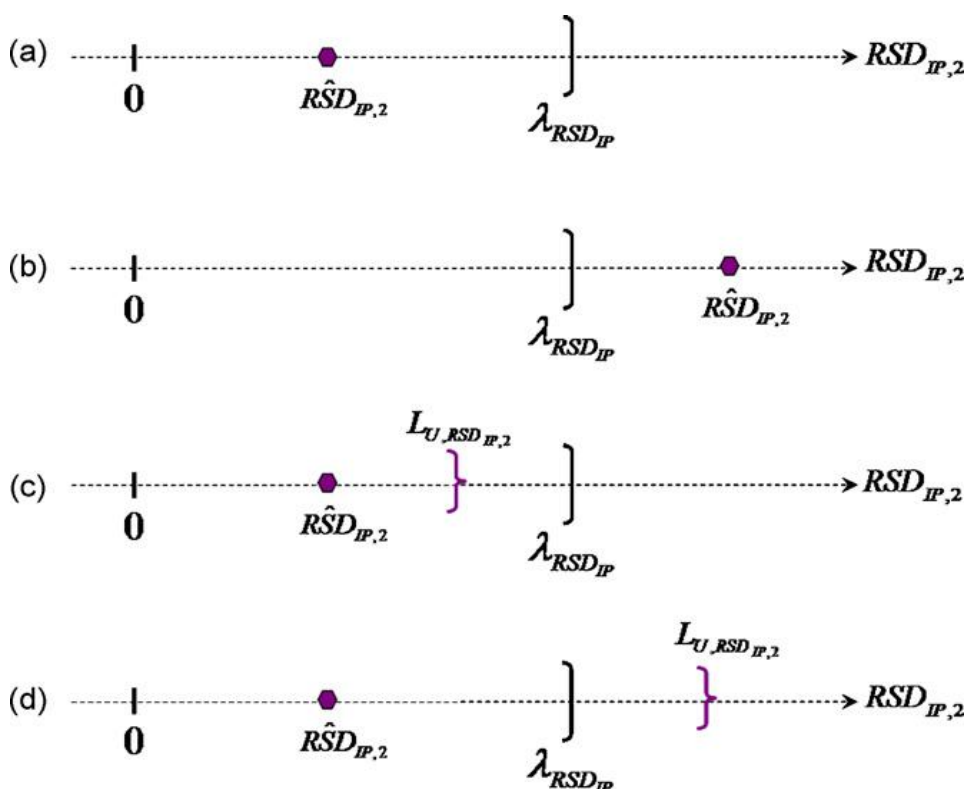 (a) RSD_IP,2
0 RŜD_IP,2 λ_RSD_IP
(b) RSD_IP,2
0 λ_RSD_IP RŜD_IP,2
L_U,RSD_IP,2
(c) RSD_IP,2
0 RŜD_IP,2 λ_RSD_IP
L_U,RSD_IP,2
(d) RSD_IP,2
0 RŜD_IP,2 λ_RSD_IP